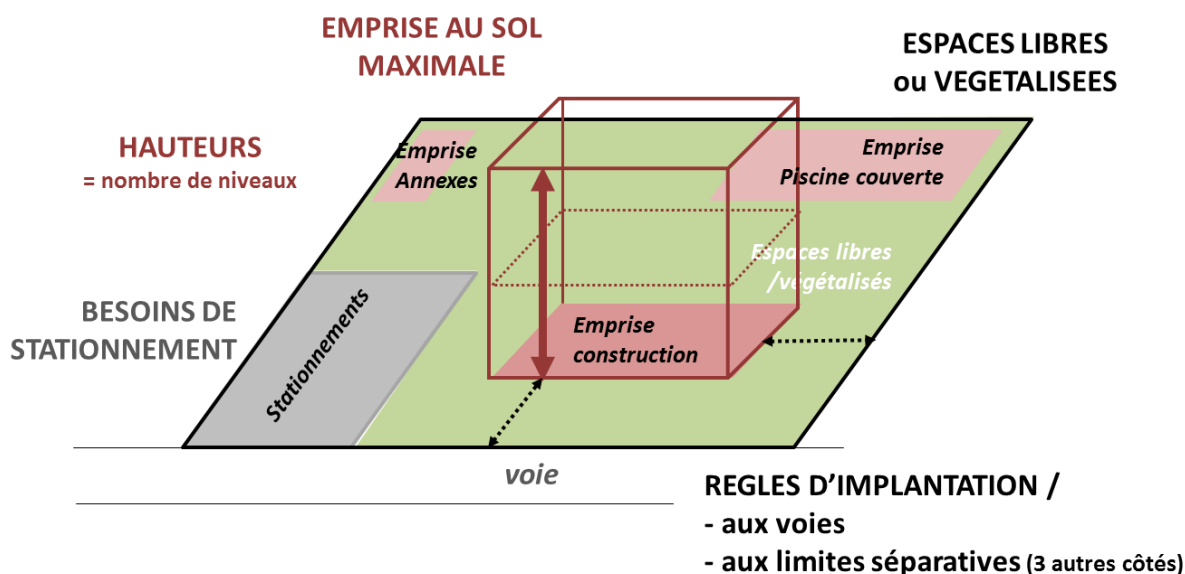 EMPRISE AU SOL
MAXIMALE
ESPACES LIBRES
ou VEGETALISEES
HAUTEURS
= nombre de niveaux
Emprise
Annexes
Emprise
Piscine couverte
Espaces libres
/végétalisés
BESOINS DE
STATIONNEMENT
Stationnements
Emprise
construction
voie
REGLES D'IMPLANTATION /
- aux voies
- aux limites séparatives (3 autres côtés)